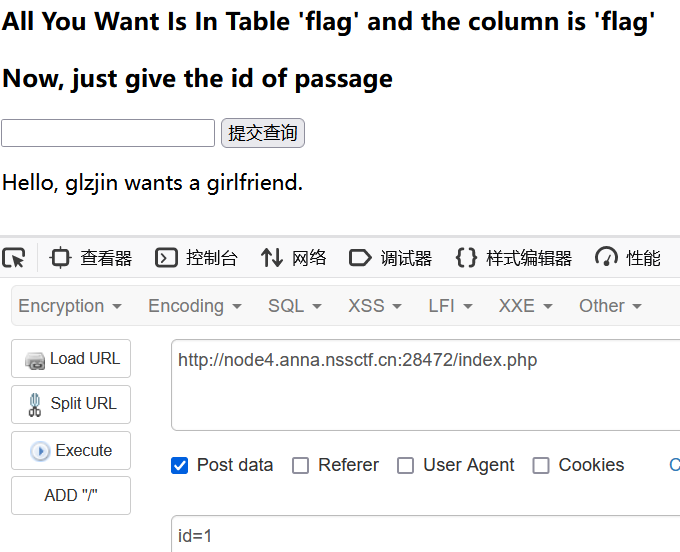 All You Want Is In Table 'flag' and the column is 'flag'
Now, just give the id of passage
提交查询
Hello, glzjin wants a girlfriend.
查看器 控制台 网络 调试器 样式编辑器 性能
Encryption Encoding SQL XSS LFI XXE Other
Load URL http://node4.anna.nssctf.cn:28472/index.php
Split URL
Execute
Post data Referer User Agent Cookies C
ADD "/"
id=1